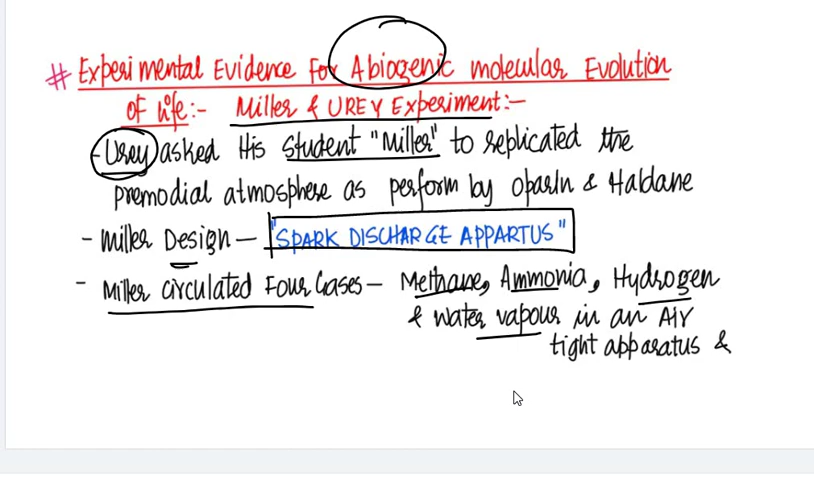 # Experimental Evidence For Abiogenic molecular Evolution
of life:- Miller & UREY Experiment:-
- Urey asked His Student "Miller" to replicated the
premodial atmosphere as perform by OparIn & Haldane
- Miller Design - "SPARK DISCHARGE APPARTUS"
- Miller circulated Four Gases - Methane, Ammonia, Hydrogen
& water vapour in an AIr
tight apparatus &